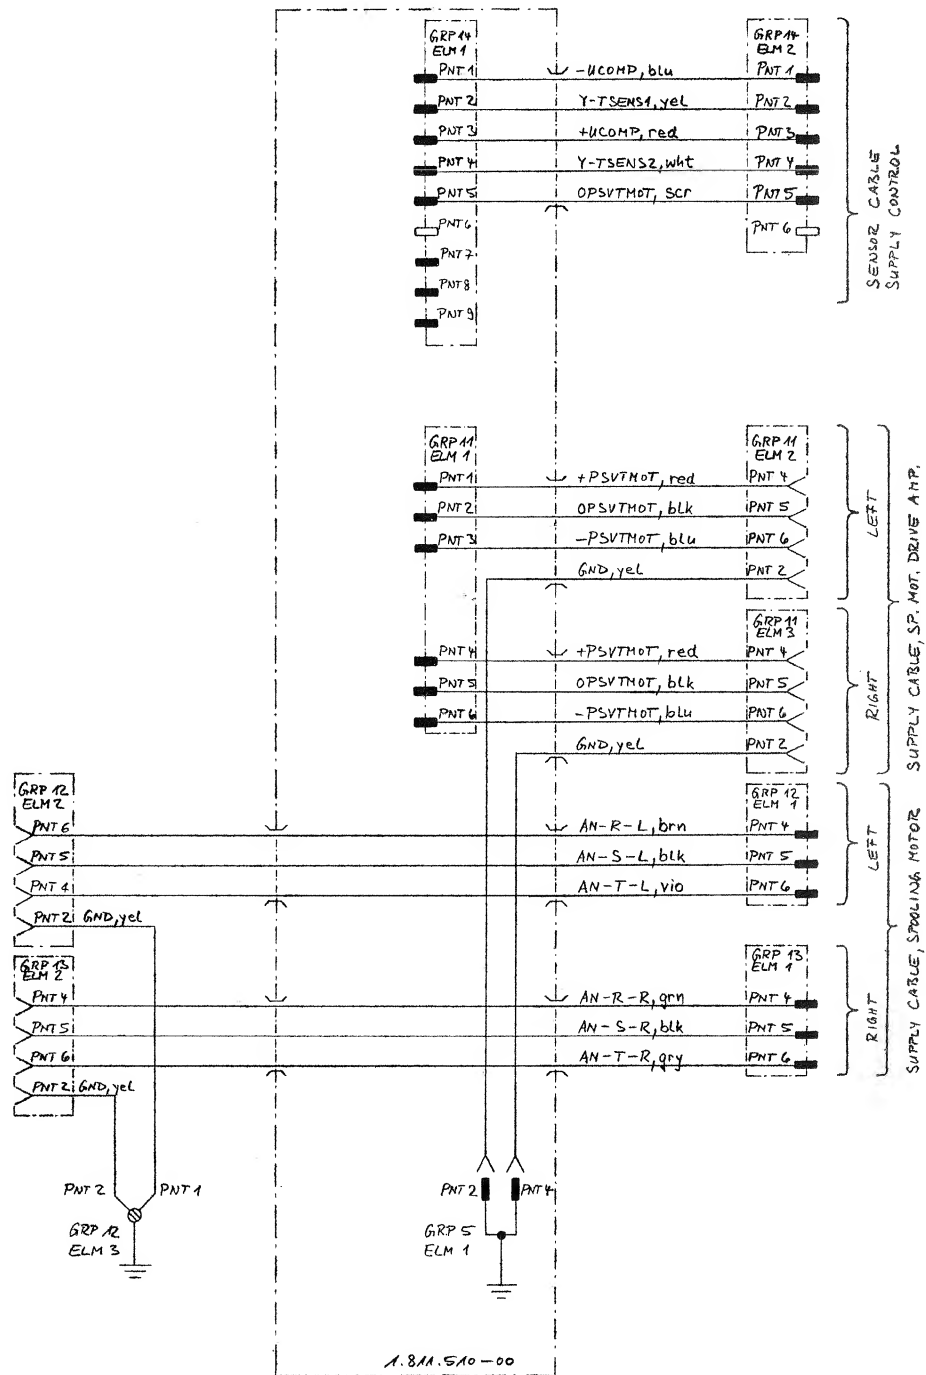 GRP 14
ELM 1
GRP 14
ELM 2
PNT 1
-UCOMP, blu
PNT 1
PNT 2
Y-TSENS1, yel
PNT 2
PNT 3
+UCOMP, red
PNT 3
PNT 4
Y-TSENS2, wht
PNT 4
PNT 5
OPSVTMOT, scr
PNT 5
PNT 6
PNT 6
PNT 7
PNT 8
PNT 9
SENSOR CABLE
SUPPLY CONTROL
GRP 11
ELM 1
GRP 11
ELM 2
PNT 1
+PSVTMOT, red
PNT 4
PNT 2
OPSVTMOT, blk
PNT 5
PNT 3
-PSVTMOT, blu
PNT 6
GND, yel
PNT 2
LEFT
GRP 11
ELM 3
PNT 4
+PSVTMOT, red
PNT 4
PNT 5
OPSVTMOT, blk
PNT 5
PNT 6
-PSVTMOT, blu
PNT 6
GND, yel
PNT 2
RIGHT
SUPPLY CABLE, SP. MOT. DRIVE AMP.
GRP 12
ELM 2
GRP 12
ELM 1
PNT 6
AN-R-L, brn
PNT 4
PNT 5
AN-S-L, blk
PNT 5
PNT 4
AN-T-L, vio
PNT 6
PNT 2
GND, yel
LEFT
GRP 13
ELM 2
GRP 13
ELM 1
PNT 4
AN-R-R, grn
PNT 4
PNT 5
AN-S-R, blk
PNT 5
PNT 6
AN-T-R, gry
PNT 6
PNT 2
GND, yel
RIGHT
SUPPLY CABLE, SPOOLING MOTOR
PNT 2
PNT 1
GRP 12
ELM 3
PNT 2
PNT 4
GRP 5
ELM 1
1.811.510-00